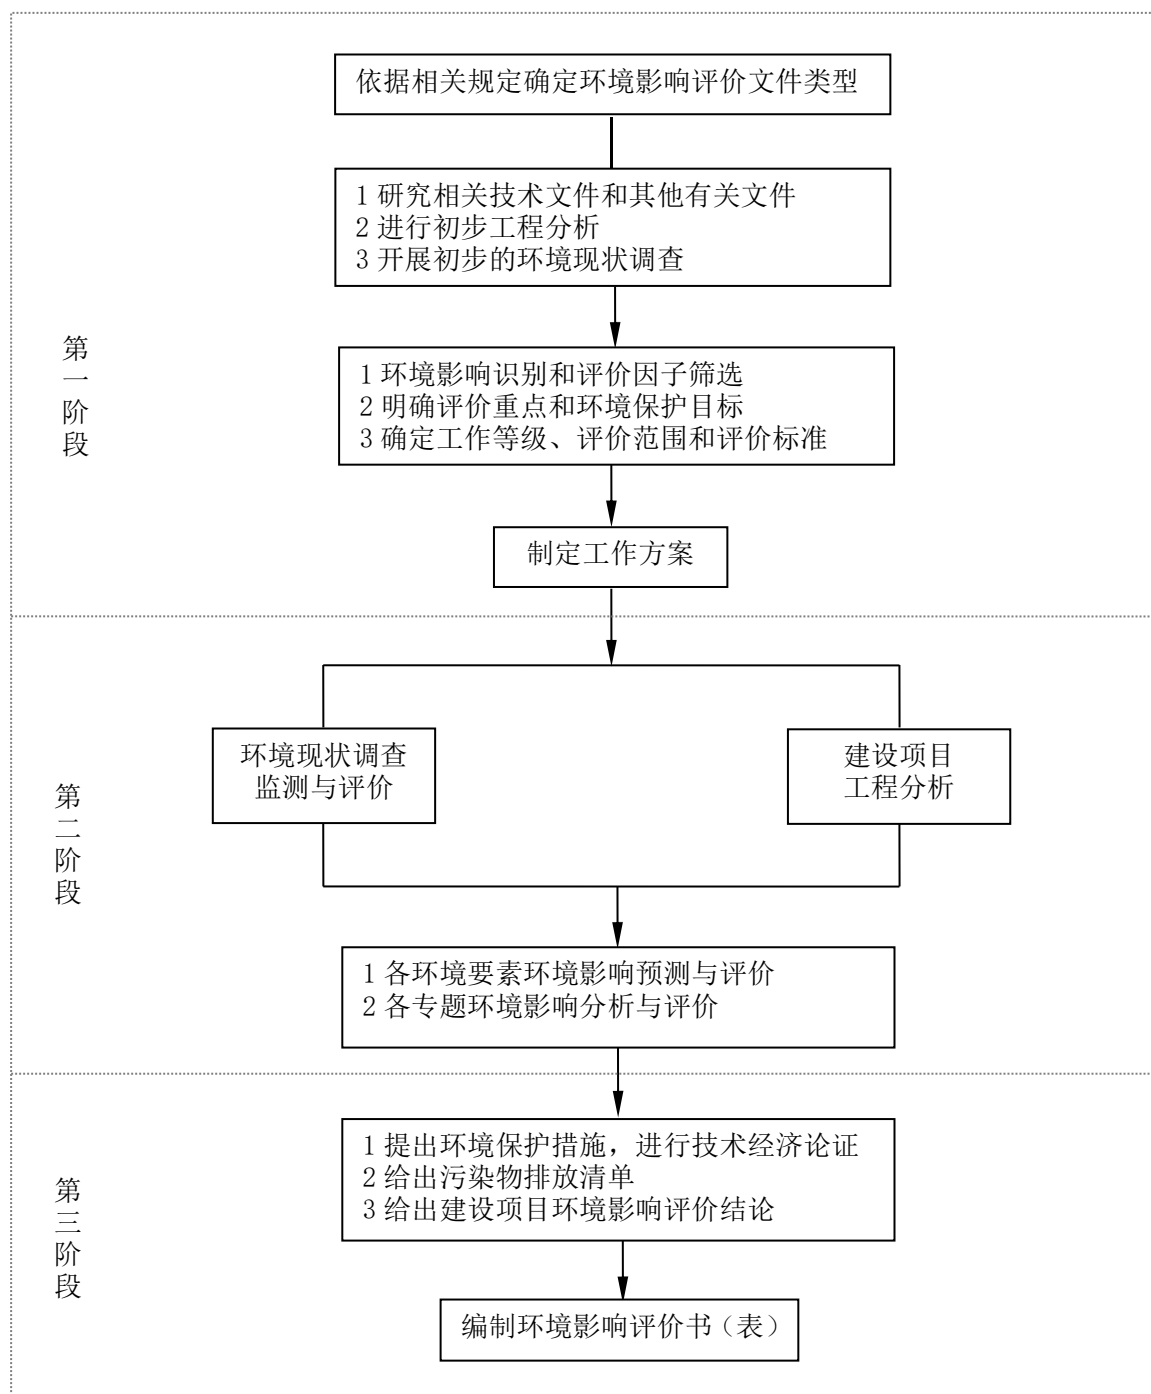 依据相关规定确定环境影响评价文件类型
1 研究相关技术文件和其他有关文件
2 进行初步工程分析
3 开展初步的环境现状调查
第一阶段
1 环境影响识别和评价因子筛选
2 明确评价重点和环境保护目标
3 确定工作等级、评价范围和评价标准
制定工作方案
环境现状调查
监测与评价
建设项目
工程分析
第二阶段
1 各环境要素环境影响预测与评价
2 各专题环境影响分析与评价
1 提出环境保护措施，进行技术经济论证
2 给出污染物排放清单
3 给出建设项目环境影响评价结论
第三阶段
编制环境影响评价书（表）